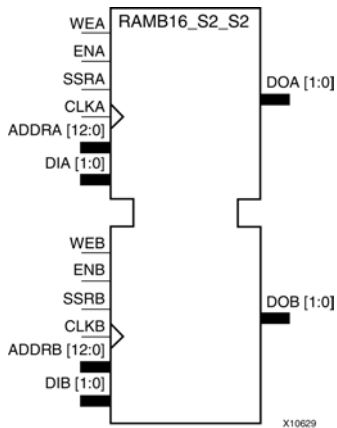 RAMB16_S2_S2
WEA
ENA
SSRA
CLKA
ADDRA [12:0]
DIA [1:0]
DOA [1:0]
WEB
ENB
SSRB
CLKB
ADDRB [12:0]
DIB [1:0]
DOB [1:0]
X10629